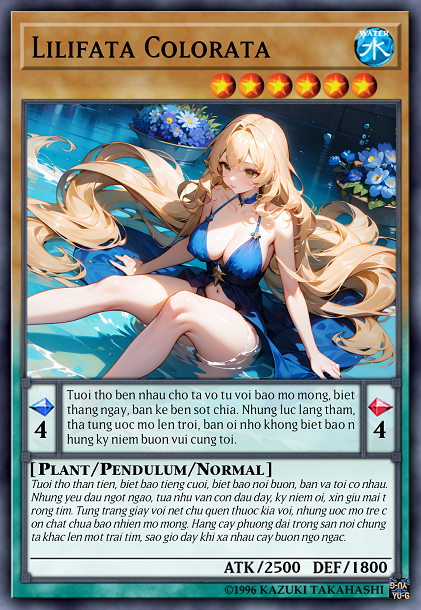 LILIFATA COLORATA
WATER
水
Tuoi tho ben nhau cho ta vo tu voi bao mo mong, biet
thang ngay, ban ke ben sot chia. Nhung luc lang tham,
tha tung uoc mo len troi, ban oi nho khong biet bao n
hung ky niem buon vui cung toi.
4
4
[PLANT/PENDULUM/NORMAL]
Tuoi tho than tien, biet bao tieng cuoi, biet bao noi buon, ban va toi co nhau.
Nhung yeu dau ngot ngao, tua nhu van con dau day, ky niem oi, xin giu mai t
rong tim. Tung trang giay voi net chu quen thuoc kia voi, nhung uoc mo tre c
on chat chua bao nhien mo mong. Hang cay phuong dai trong san noi chung
ta khac len mot trai tim, sao gio day khi xa nhau cay buon ngo ngac.
ATK/2500 DEF/1800
©1996 KAZUKI TAKAHASHI